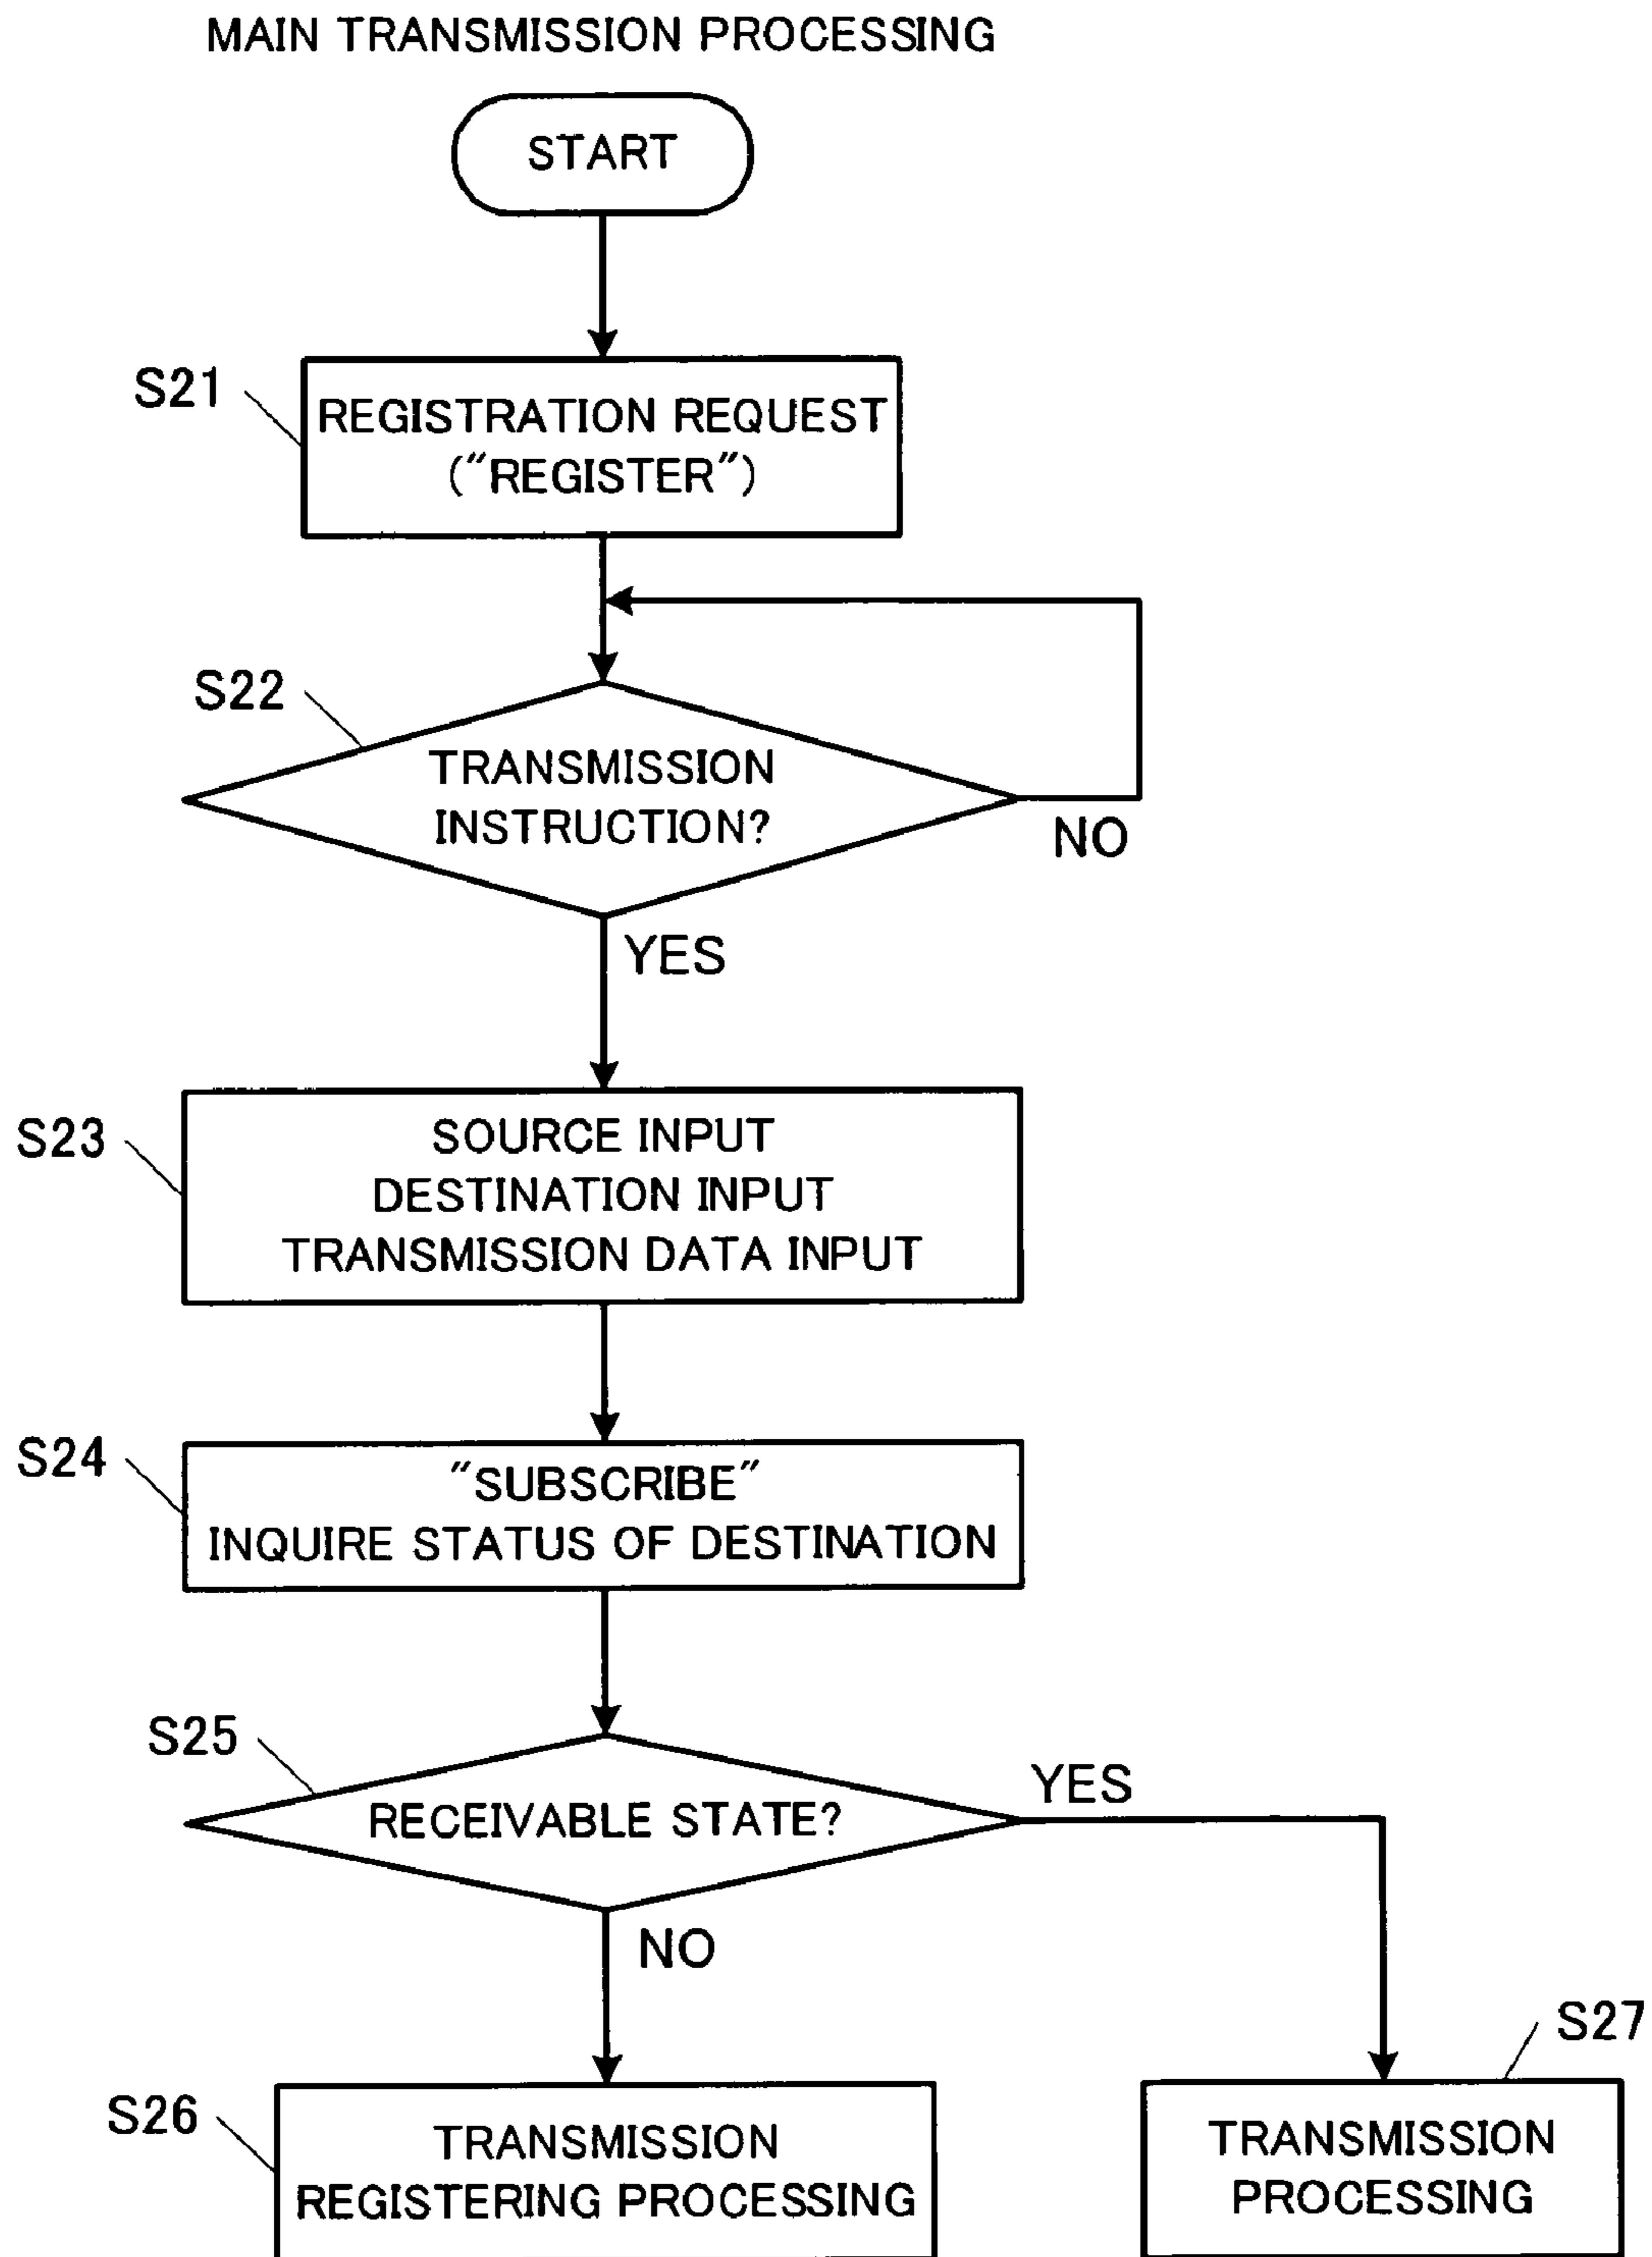 MAIN TRANSMISSION PROCESSING
START
S21
REGISTRATION REQUEST
("REGISTER")
S22
TRANSMISSION
INSTRUCTION?
NO
YES
S23
SOURCE INPUT
DESTINATION INPUT
TRANSMISSION DATA INPUT
S24
"SUBSCRIBE"
INQUIRE STATUS OF DESTINATION
S25
RECEIVABLE STATE?
YES
NO
S26
TRANSMISSION
REGISTERING PROCESSING
S27
TRANSMISSION
PROCESSING